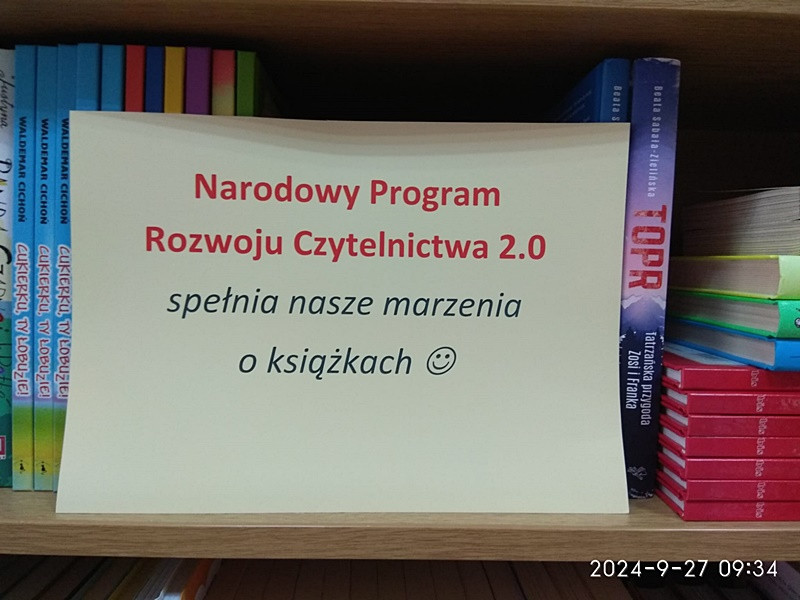 Justyna
WALDEMAR CICHOŃ
CUKIERKU, TY ŁOBUZIE!
WALDEMAR CICHOŃ
CUKIERKU, TY ŁOBUZIE!
WALDEMAR CICHOŃ
CUKIERKU, TY ŁOBUZIE!
Narodowy Program
Rozwoju Czytelnictwa 2.0
spełnia nasze marzenia
o książkach ☺
Beata S
Beata Sabała-Zielińska
TOPR
Tatrzańska przygoda
Zosi i Franka
2024-9-27 09:34